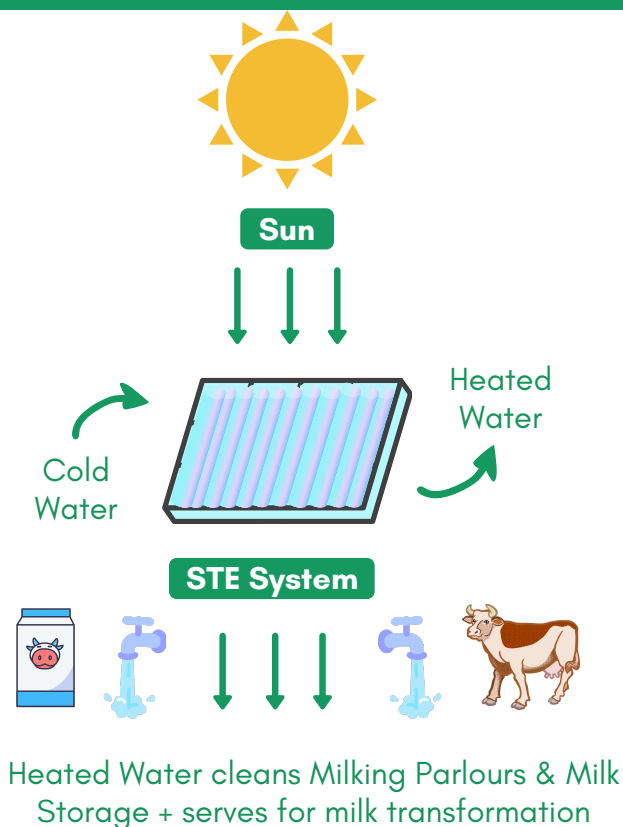 Sun
Cold
Water
Heated
Water
STE System
Heated Water cleans Milking Parlours & Milk
Storage + serves for milk transformation